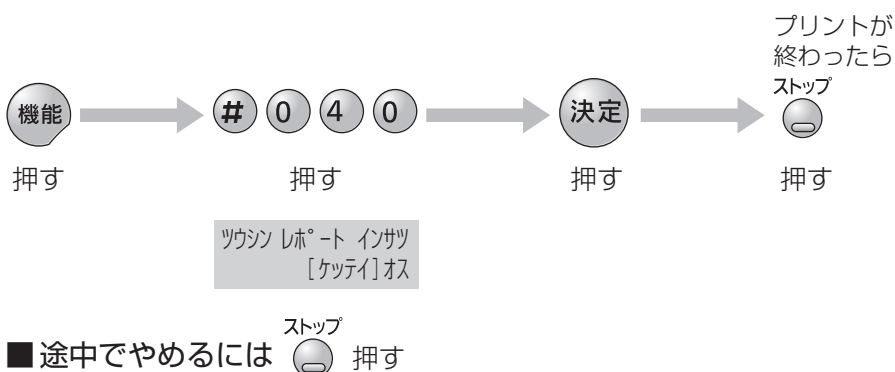 プリントが
終わったら
ストップ
機能 # 0 4 0 決定
押す 押す 押す 押す
ﾂｳｼﾝ ﾚﾎﾟｰﾄ ｲﾝｻﾂ
[ｹｯﾃｲ]ｵｽ
ストップ
■途中でやめるには 押す